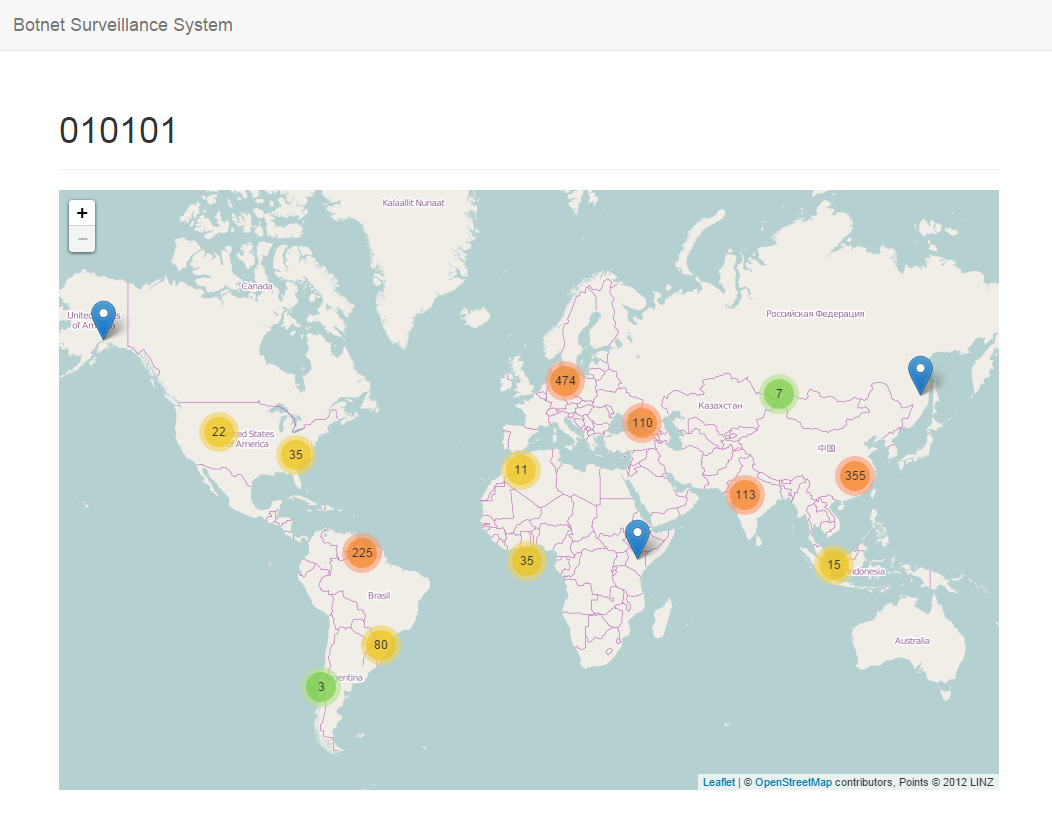 Botnet Surveillance System
010101
+
−
Kalaallit Nunaat
Canada
United States
of America
Российская Федерация
474
7
Казахстан
110
22
United States
of America
35
中国
11
355
113
225
35
15
Indonesia
Brasil
Australia
80
Argentina
3
Leaflet | © OpenStreetMap contributors, Points © 2012 LINZ